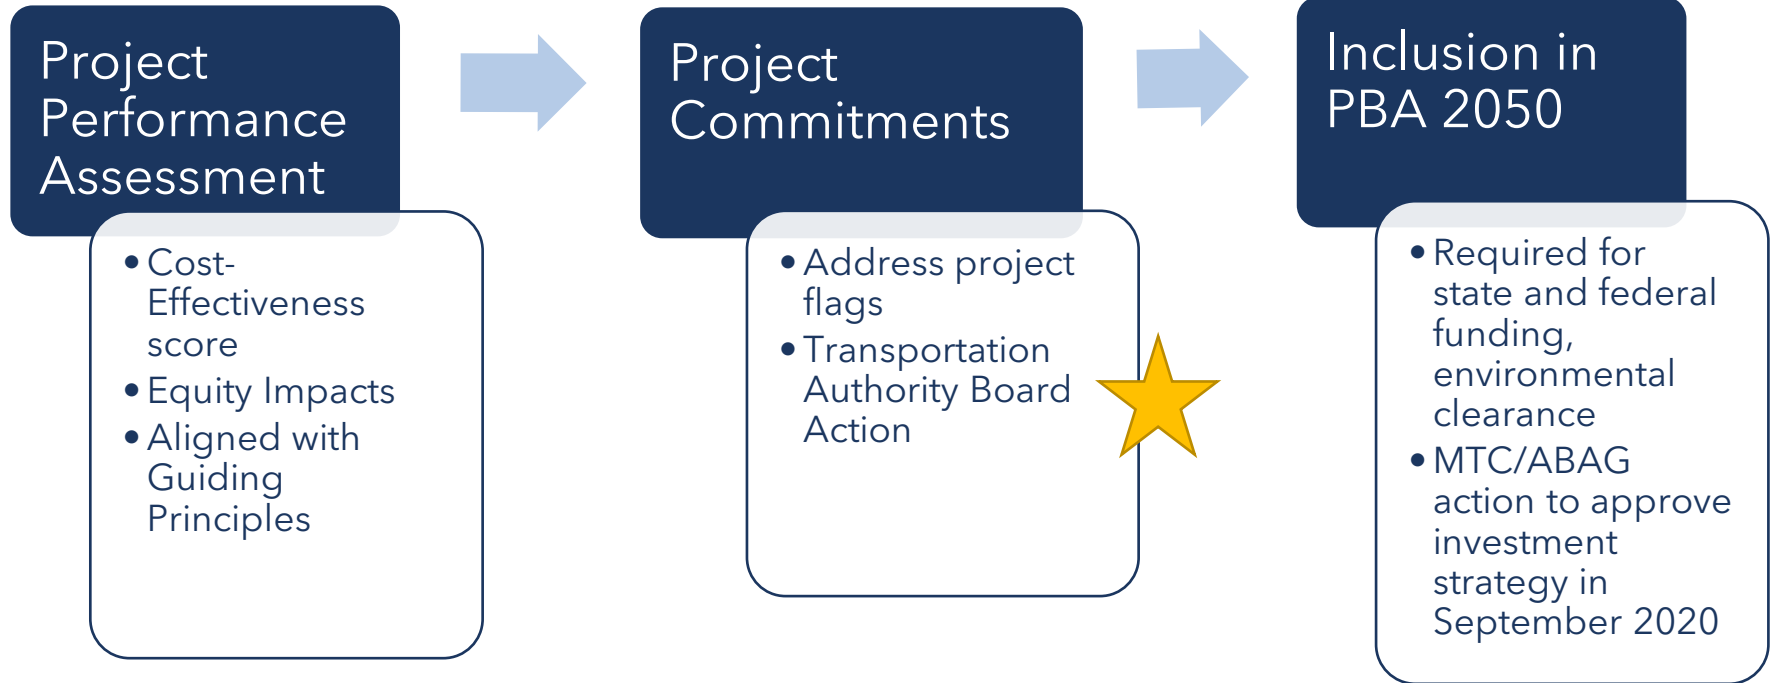 Project
Performance
Assessment
• Cost-
Effectiveness
score
• Equity Impacts
• Aligned with
Guiding
Principles
Project
Commitments
• Address project
flags
• Transportation
Authority Board
Action
Inclusion in
PBA 2050
• Required for
state and federal
funding,
environmental
clearance
• MTC/ABAG
action to approve
investment
strategy in
September 2020